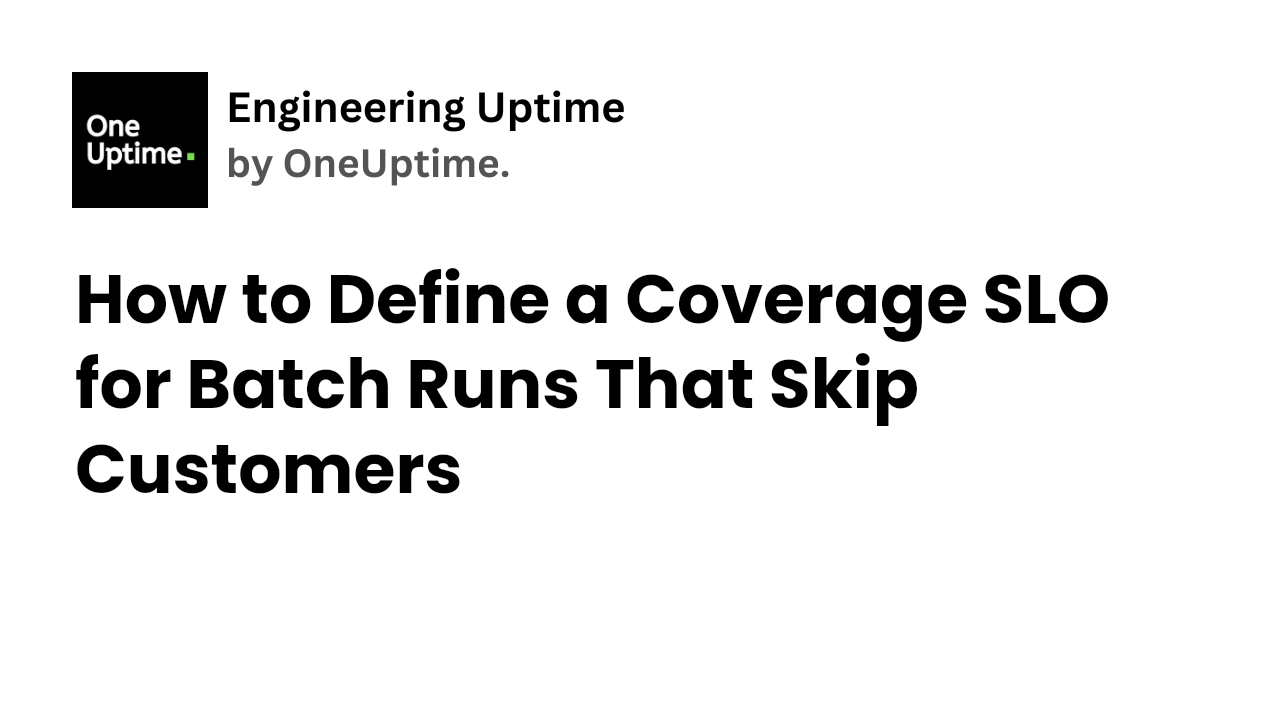 One
Uptime.
Engineering Uptime
by OneUptime.
How to Define a Coverage SLO
for Batch Runs That Skip
Customers